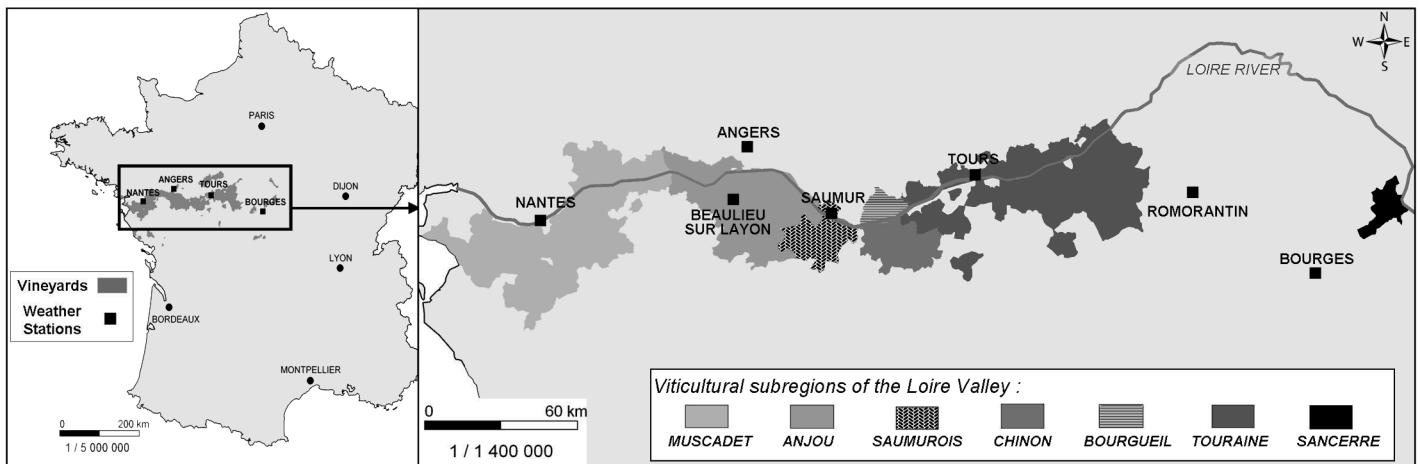 PARIS
ANGERS
TOURS
NANTES
BOURGES
DIJON
LYON
BORDEAUX
MONTPELLIER
Vineyards
Weather
Stations
0 200 km
1 / 5 000 000
N
W E
S
LOIRE RIVER
ANGERS
TOURS
NANTES
BEAULIEU
SUR LAYON
SAUMUR
ROMORANTIN
BOURGES
0 60 km
1 / 1 400 000
Viticultural subregions of the Loire Valley :
MUSCADET ANJOU SAUMUROIS CHINON BOURGUEIL TOURAINE SANCERRE